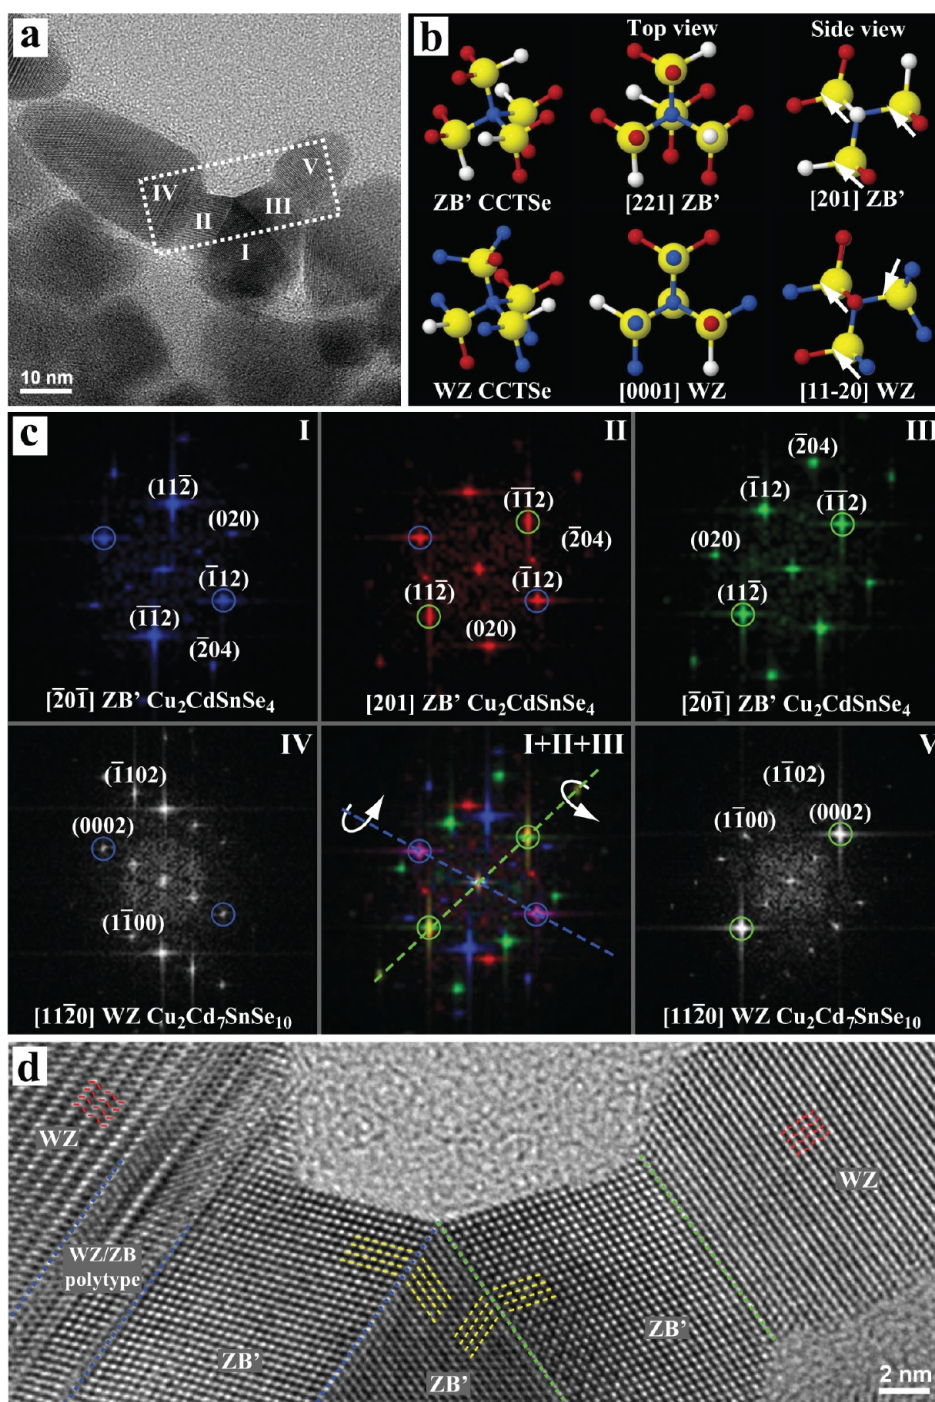 a
IV
II
III
V
I
10 nm
b
Top view
Side view
ZB’ CCTSe
[221] ZB’
[201] ZB’
WZ CCTSe
[0001] WZ
[11-20] WZ
c
I
(112̅)
(020)
(1̅12)
(1̅1̅2)
(2̅04)
[2̅01̅] ZB’ Cu₂CdSnSe₄
II
(1̅1̅2)
(2̅04)
(112̅)
(1̅12)
(020)
[201] ZB’ Cu₂CdSnSe₄
III
(2̅04)
(1̅12)
(1̅1̅2)
(020)
(112̅)
[2̅01̅] ZB’ Cu₂CdSnSe₄
IV
(1̅102)
(0002)
(11̅00)
[112̅0] WZ Cu₂Cd₇SnSe₁₀
I+II+III
V
(11̅02)
(11̅00)
(0002)
[112̅0] WZ Cu₂Cd₇SnSe₁₀
d
WZ
WZ
WZ/ZB
polytype
ZB’
ZB’
ZB’
2 nm